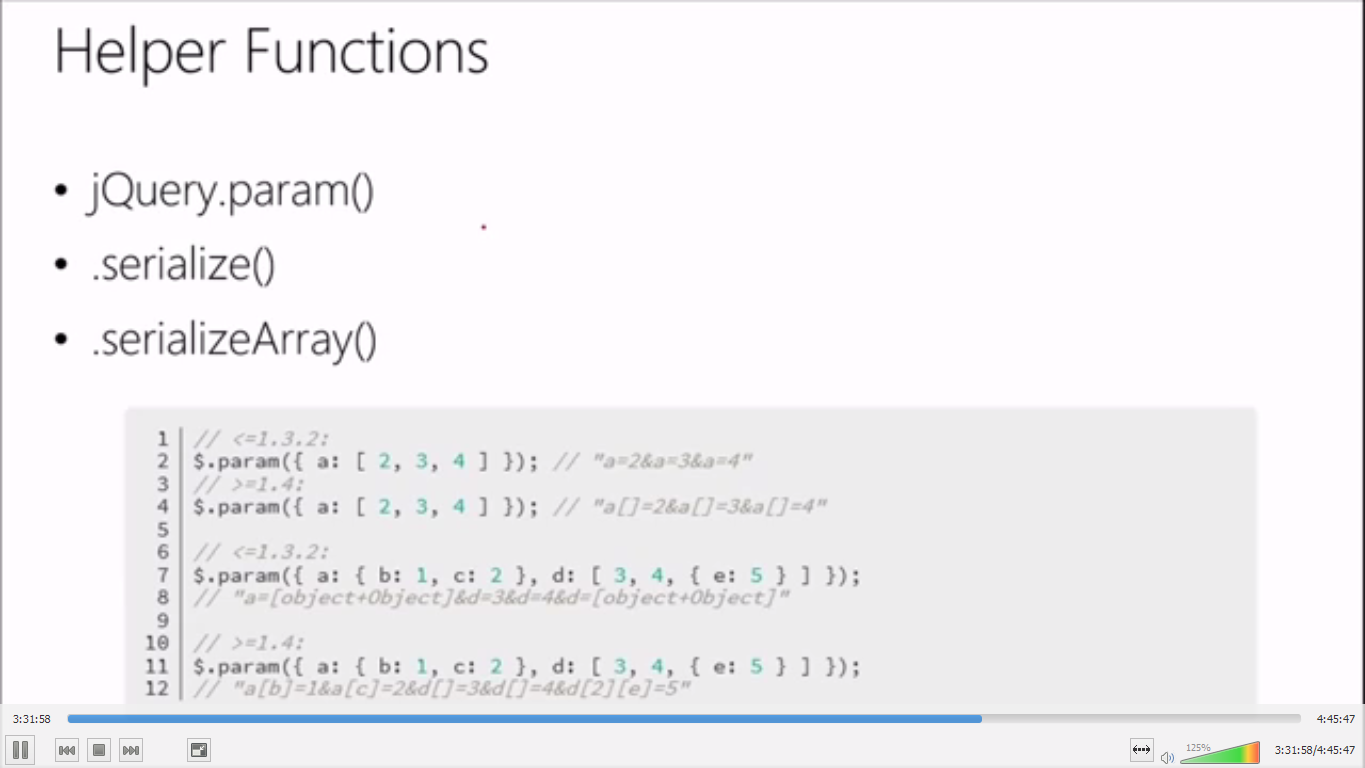 Helper Functions
• jQuery.param()
• .serialize()
• .serializeArray()
1 // <=1.3.2:
2 $.param({ a: [ 2, 3, 4 ] }); // "a=2&a=3&a=4"
3 // >=1.4:
4 $.param({ a: [ 2, 3, 4 ] }); // "a[]=2&a[]=3&a[]=4"
5
6 // <=1.3.2:
7 $.param({ a: { b: 1, c: 2 }, d: [ 3, 4, { e: 5 } ] });
8 // "a=[object+Object]&d=3&d=4&d=[object+Object]"
9
10 // >=1.4:
11 $.param({ a: { b: 1, c: 2 }, d: [ 3, 4, { e: 5 } ] });
12 // "a[b]=1&a[c]=2&d[]=3&d[]=4&d[2][e]=5"
3:31:58 4:45:47
125% 3:31:58/4:45:47